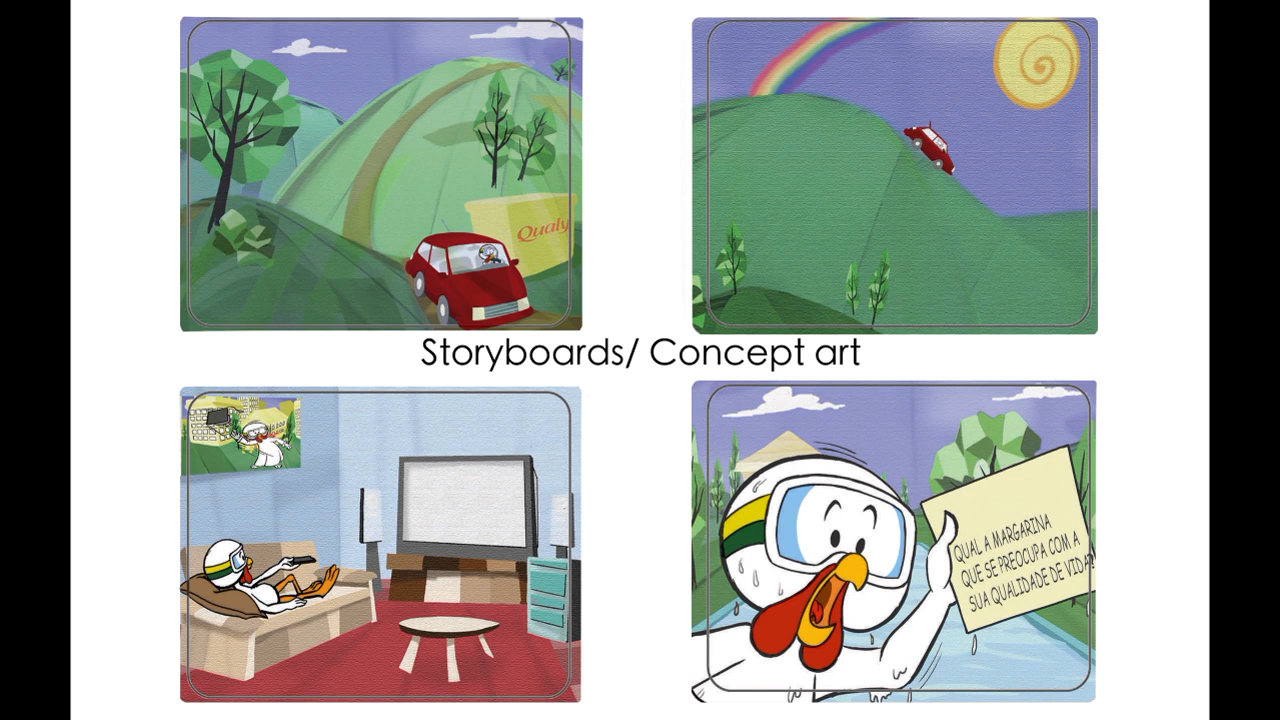 Qualy
Storyboards/ Concept art
QUAL A MARGARINA
QUE SE PREOCUPA COM A
SUA QUALIDADE DE VIDA?